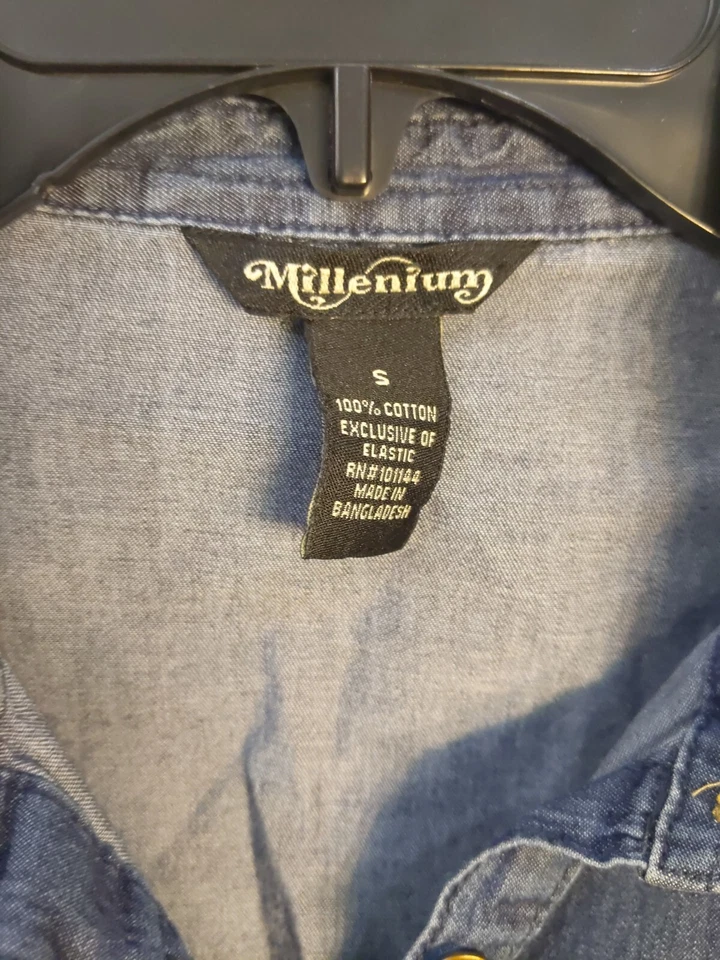 Millenium
S
100% COTTON
EXCLUSIVE OF
ELASTIC
RN#101144
MADE IN
BANGLADESH